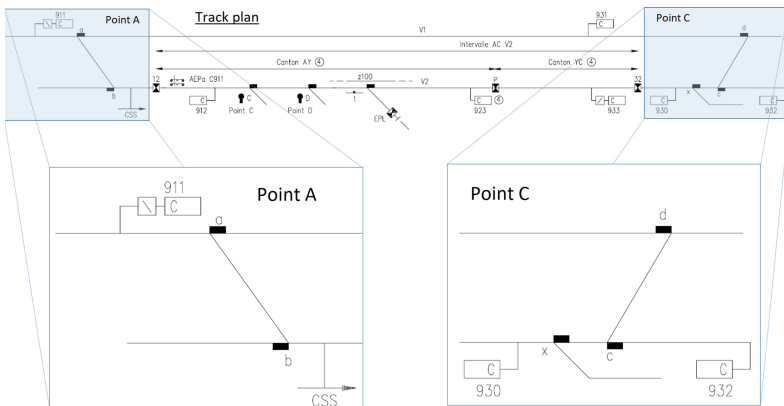 Track plan
Point A
911
C
a
b
CSS
V1
931
C
Intervalle AC V2
Canton AY ④
Canton YC ④
12
AEPa C911
z100
V2
P
32
C
912
C
Point C
D
Point D
1
EPL
C
923
④
C
933
Point C
d
C
930
x
c
C
932
Point A
911
C
a
b
CSS
Point C
d
x
c
C
930
C
932